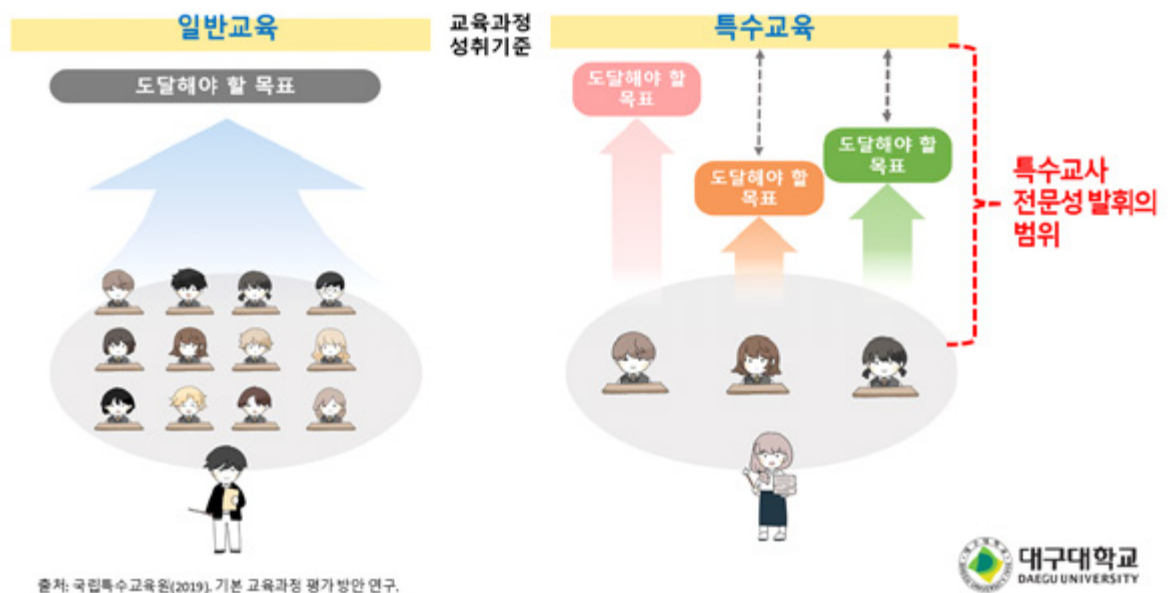 일반교육
교육과정
성취기준
특수교육
도달해야 할 목표
도달해야 할
목표
도달해야 할
목표
도달해야 할
목표
특수교사
전문성 발휘의
범위
출처: 국립특수교육원(2019). 기본 교육과정 평가 방안 연구.
대구대학교
DAEGU UNIVERSITY